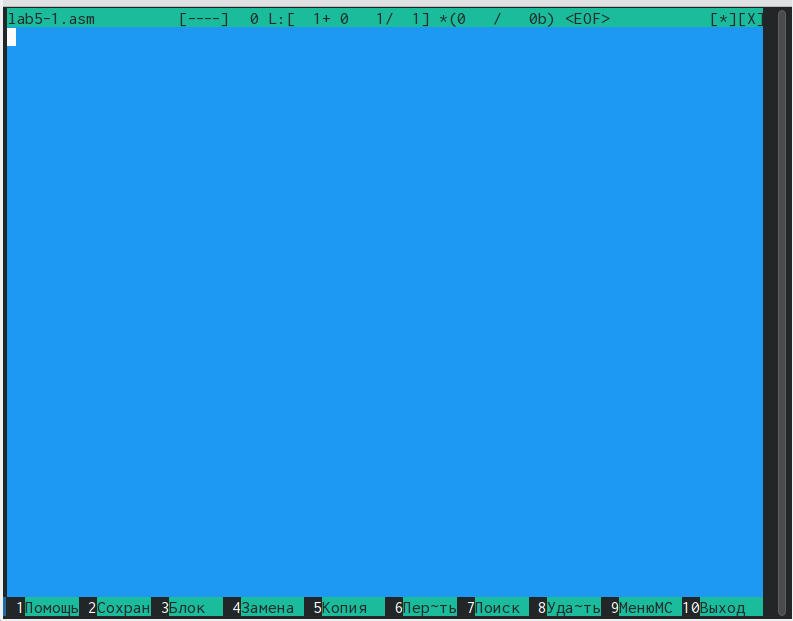 lab5-1.asm [----] 0 L:[ 1+ 0 1/ 1] *(0 / 0b) <EOF> [*][X]
1Помощь 2Сохран 3Блок 4Замена 5Копия 6Пер~ть 7Поиск 8Уда~ть 9МенюMC 10Выход